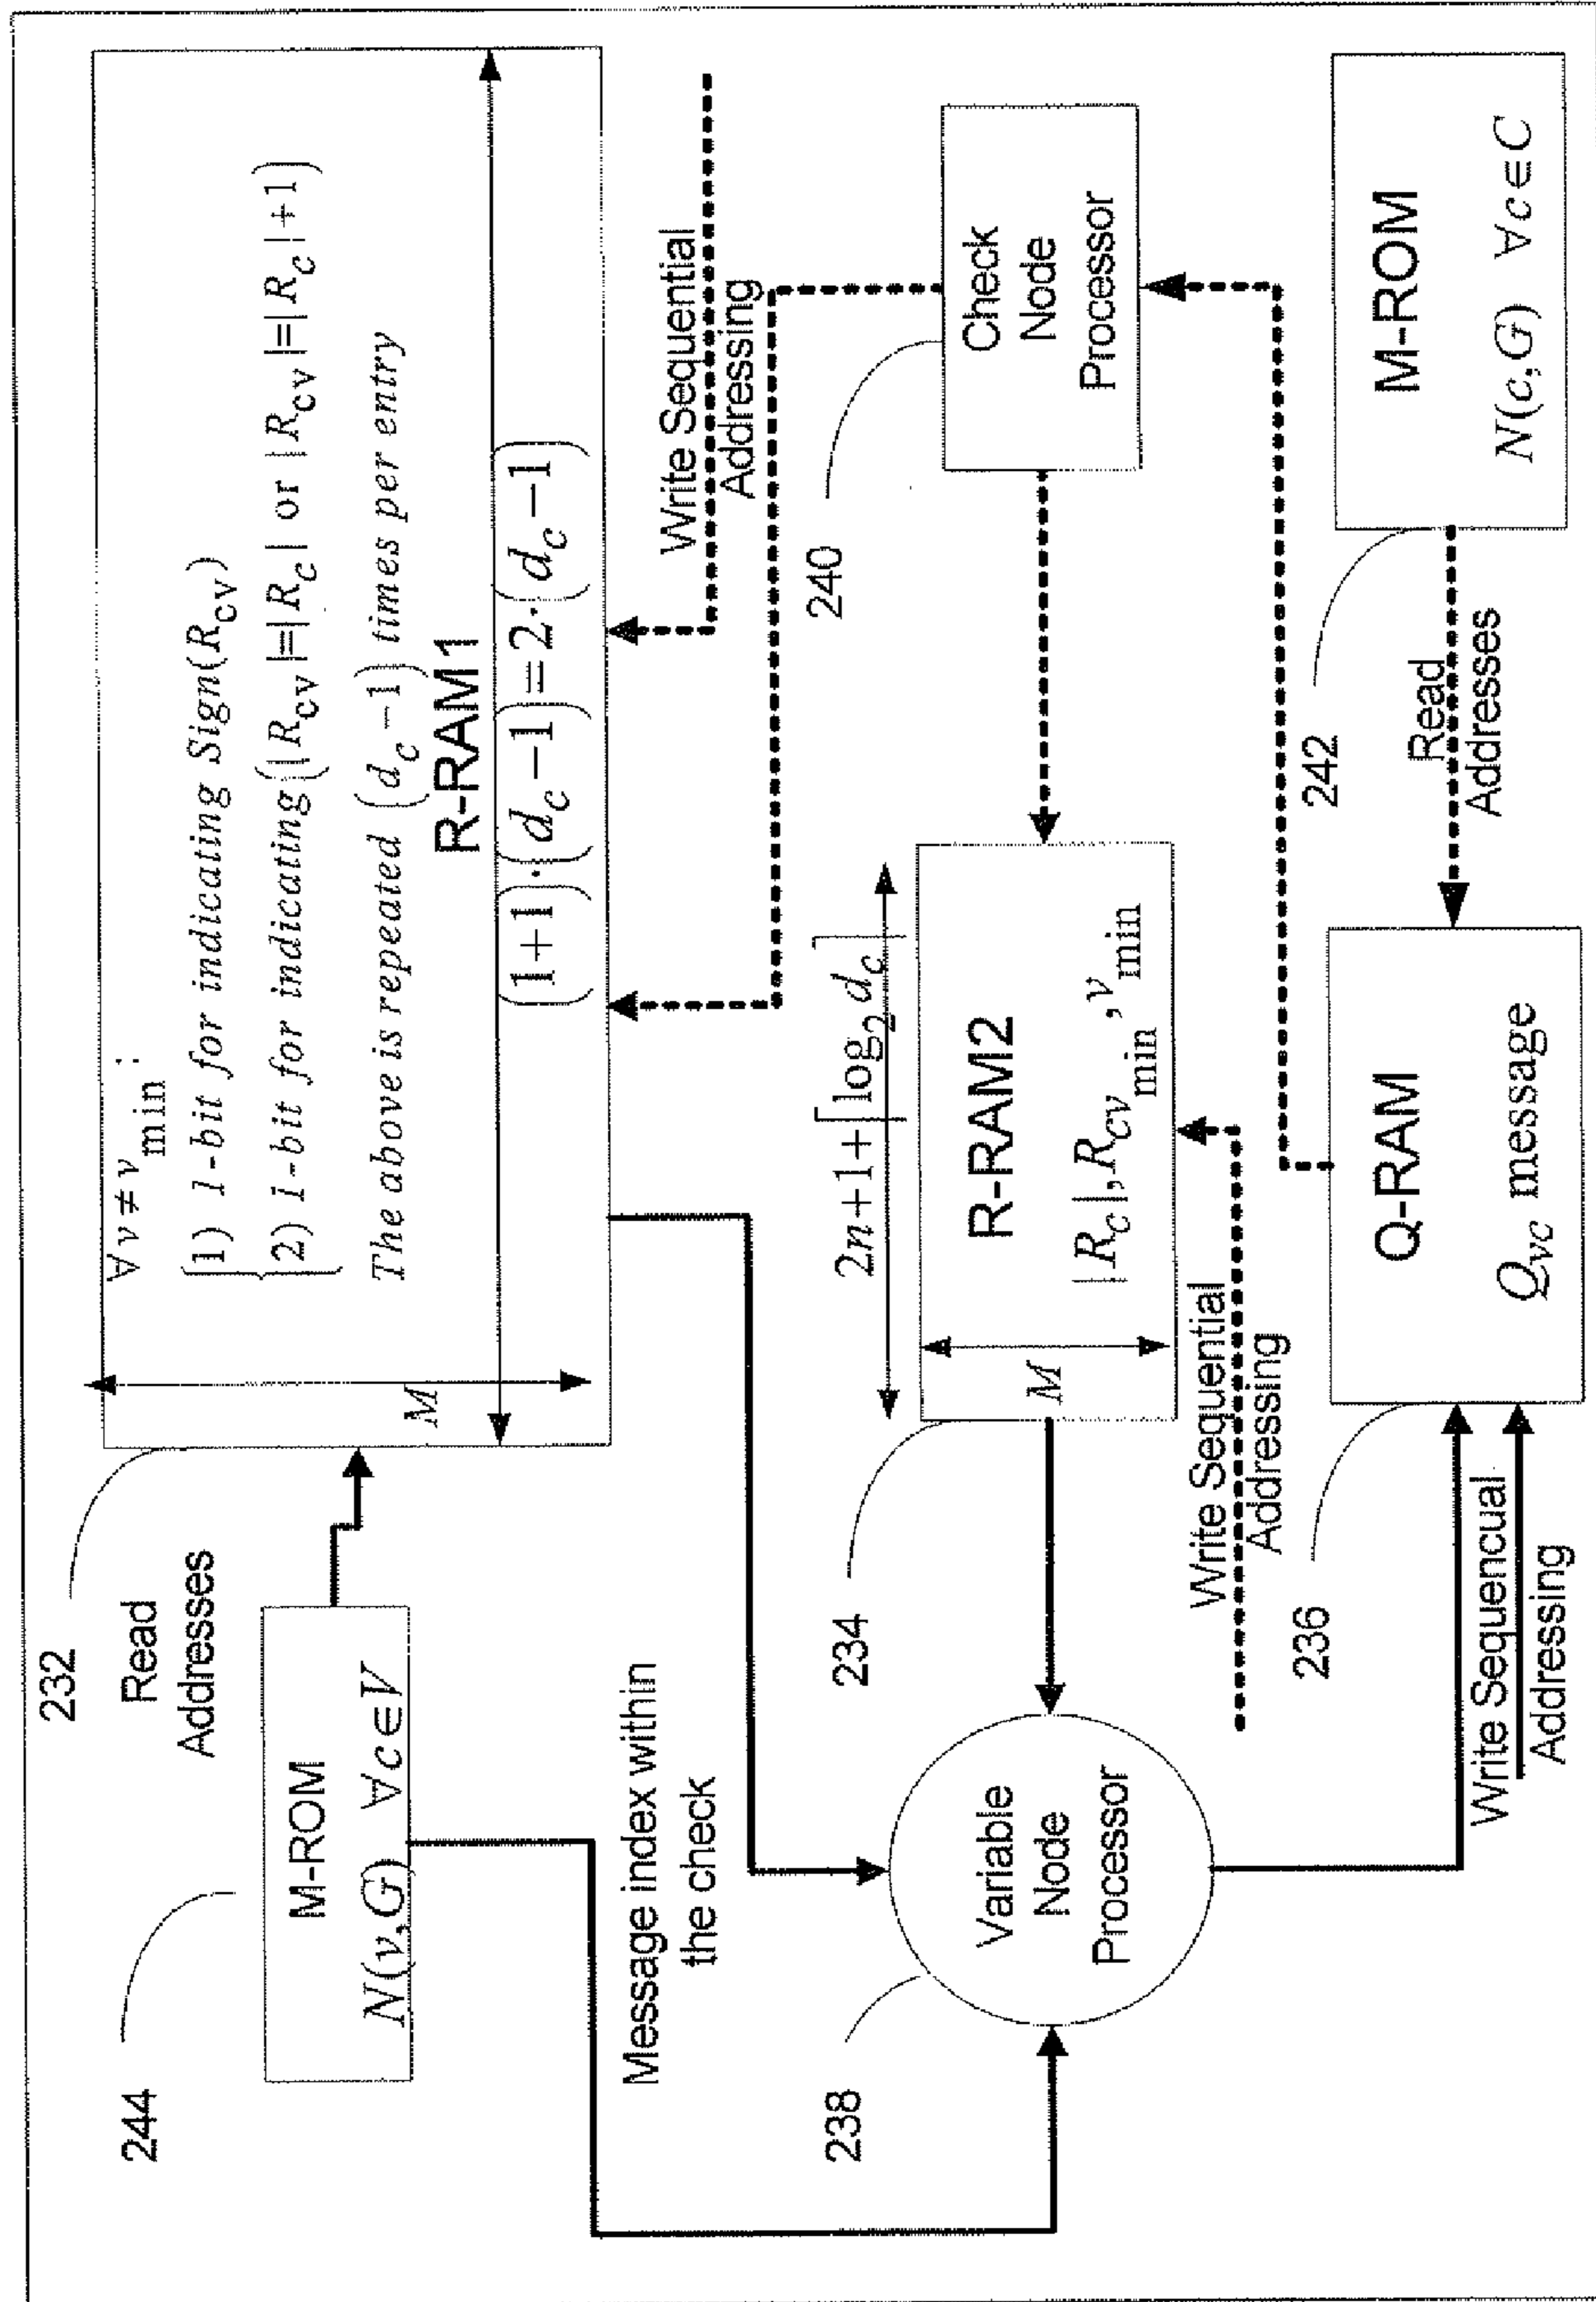 232
Read
Addresses
∀v≠v_min:
1) 1-bit for indicating Sign(R_cv)
2) 1-bit for indicating (|R_cv|=|R_c| or |R_cv|=|R_c|+1)
The above is repeated (d_c−1) times per entry
R-RAM1
(1+1)·(d_c−1)=2·(d_c−1)
M
244
M-ROM
N(v,G) ∀c∈V
Message index within
the check
Write Sequential
Addressing
238
Variable
Node
Processor
234
2n+1+⌈log_2 d_c⌉
R-RAM2
|R_c|,R_cv_min,v_min
M
240
Check
Node
Processor
Write Sequential
Addressing
236
Write Sequencual
Addressing
Q-RAM
Q_vc message
242
Read
Addresses
M-ROM
N(c,G) ∀c∈C